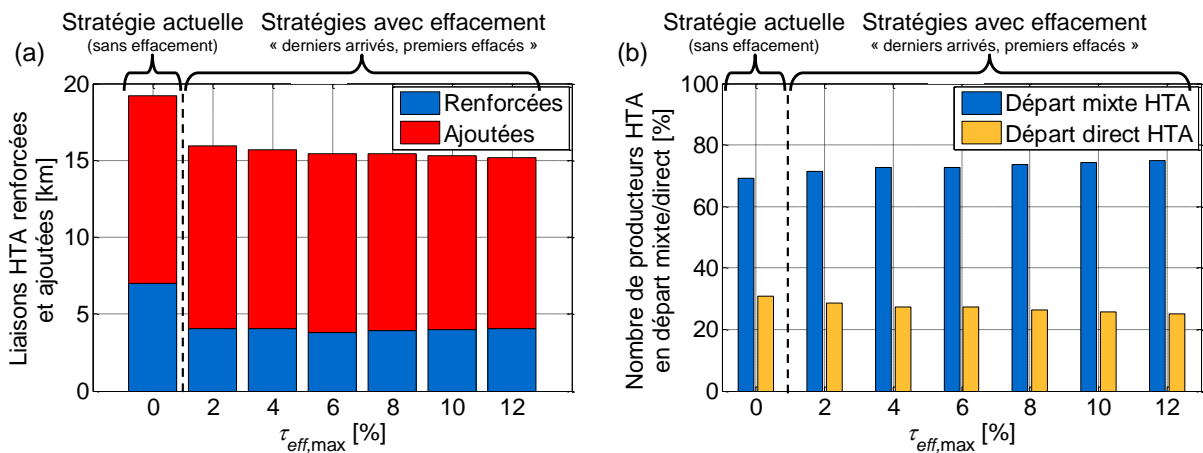 (a)
Stratégie actuelle
(sans effacement)
Stratégies avec effacement
« derniers arrivés, premiers effacés »
Liaisons HTA renforcées
et ajoutées [km]
20
15
10
5
0
Renforcées
Ajoutées
0 2 4 6 8 10 12
τeff,max [%]
(b)
Stratégie actuelle
(sans effacement)
Stratégies avec effacement
« derniers arrivés, premiers effacés »
Nombre de producteurs HTA
en départ mixte/direct [%]
100
80
60
40
20
0
Départ mixte HTA
Départ direct HTA
0 2 4 6 8 10 12
τeff,max [%]